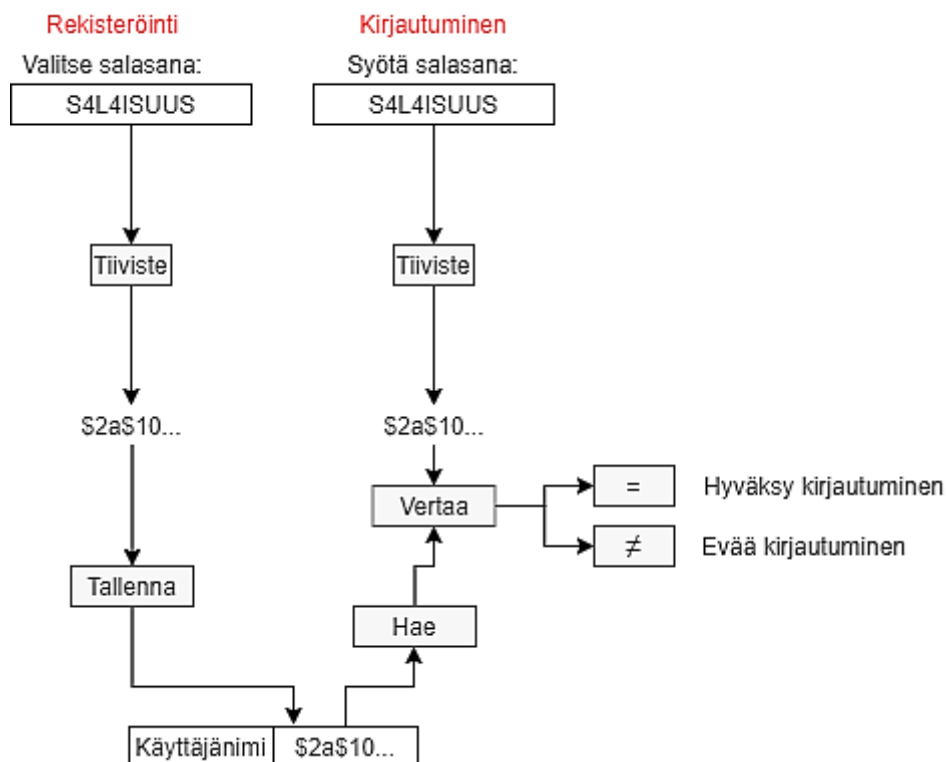 Rekisteröinti
Valitse salasana:
S4L4ISUUS
Tiiviste
$2a$10...
Tallenna
Kirjautuminen
Syötä salasana:
S4L4ISUUS
Tiiviste
$2a$10...
Vertaa
= Hyväksy kirjautuminen
≠ Evää kirjautuminen
Hae
Käyttäjänimi $2a$10...